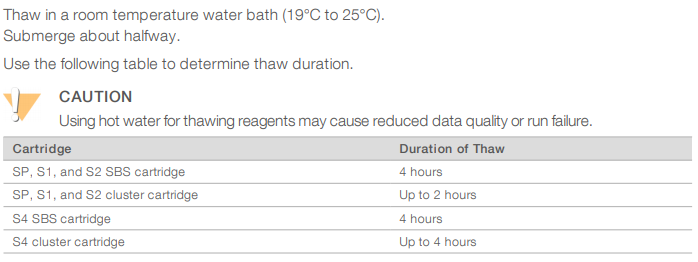 Thaw in a room temperature water bath (19°C to 25°C).
Submerge about halfway.
Use the following table to determine thaw duration.
CAUTION
Using hot water for thawing reagents may cause reduced data quality or run failure.
Cartridge Duration of Thaw
SP, S1, and S2 SBS cartridge 4 hours
SP, S1, and S2 cluster cartridge Up to 2 hours
S4 SBS cartridge 4 hours
S4 cluster cartridge Up to 4 hours